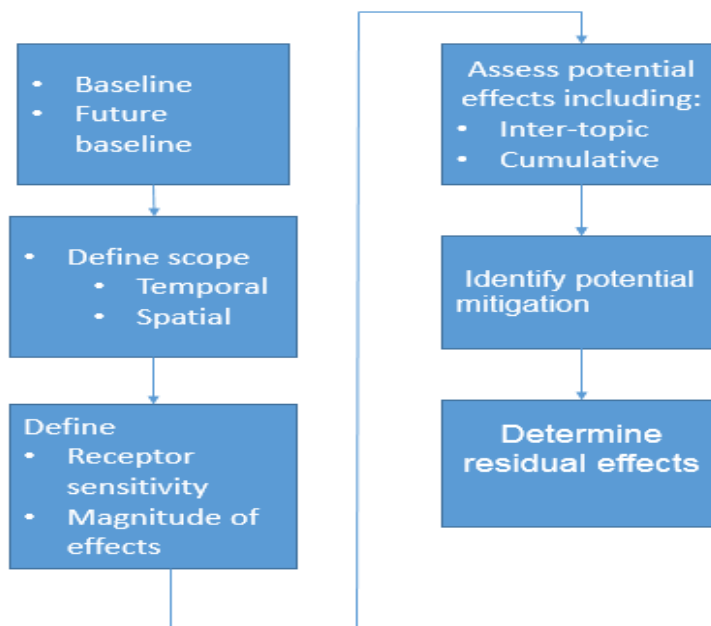 • Baseline
• Future
baseline
• Define scope
• Temporal
• Spatial
Define
• Receptor
sensitivity
• Magnitude of
effects
Assess potential
effects including:
• Inter-topic
• Cumulative
Identify potential
mitigation
Determine
residual effects